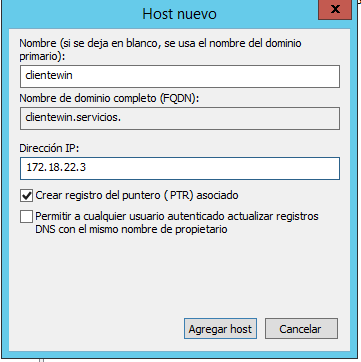 Host nuevo
x
Nombre (si se deja en blanco, se usa el nombre del dominio
primario):
clientewin
Nombre de dominio completo (FQDN):
clientewin.servicios.
Dirección IP:
172.18.22.3
Crear registro del puntero (PTR) asociado
Permitir a cualquier usuario autenticado actualizar registros
DNS con el mismo nombre de propietario
Agregar host
Cancelar